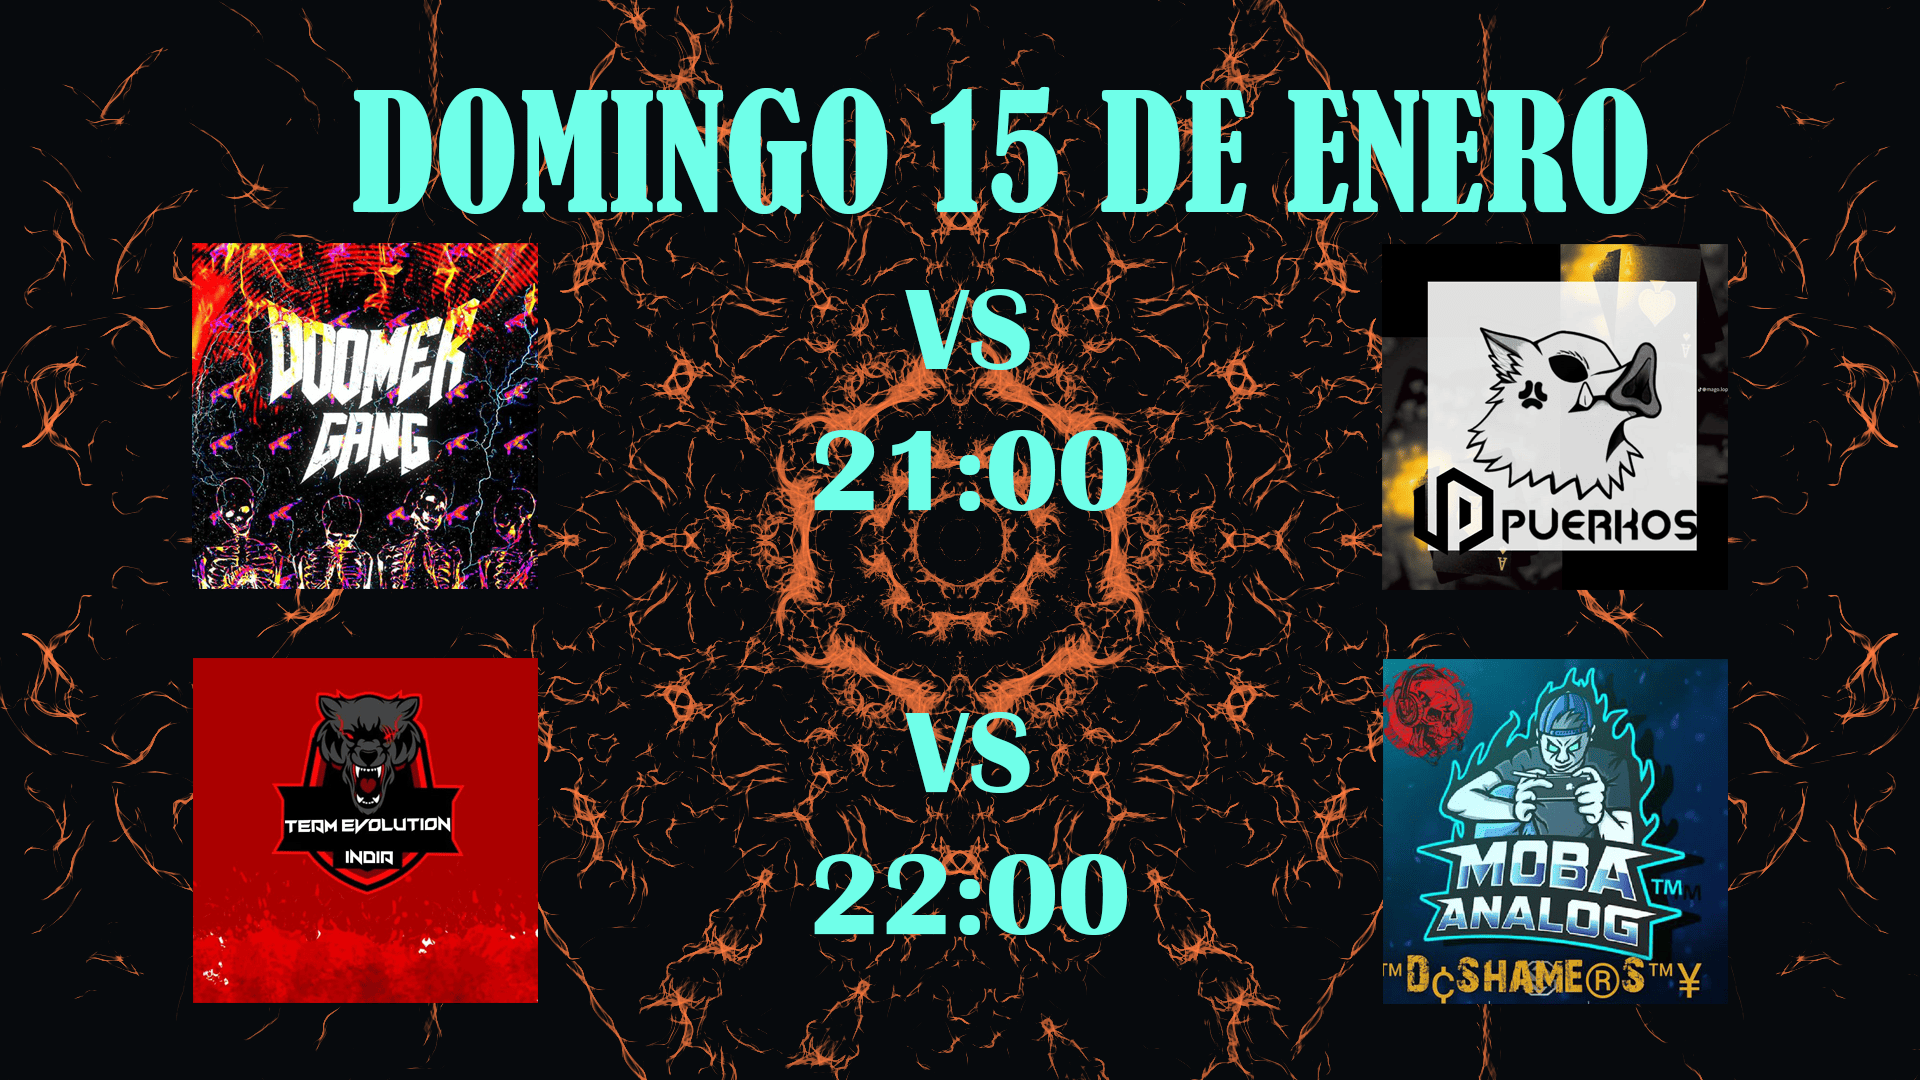 DOMINGO 15 DE ENERO
DOOMER
GANG
VS
21:00
PUERKOS
TEAM EVOLUTION
INDIA
VS
22:00
MOBA
ANALOG
™
™D¢SHAME®S™¥